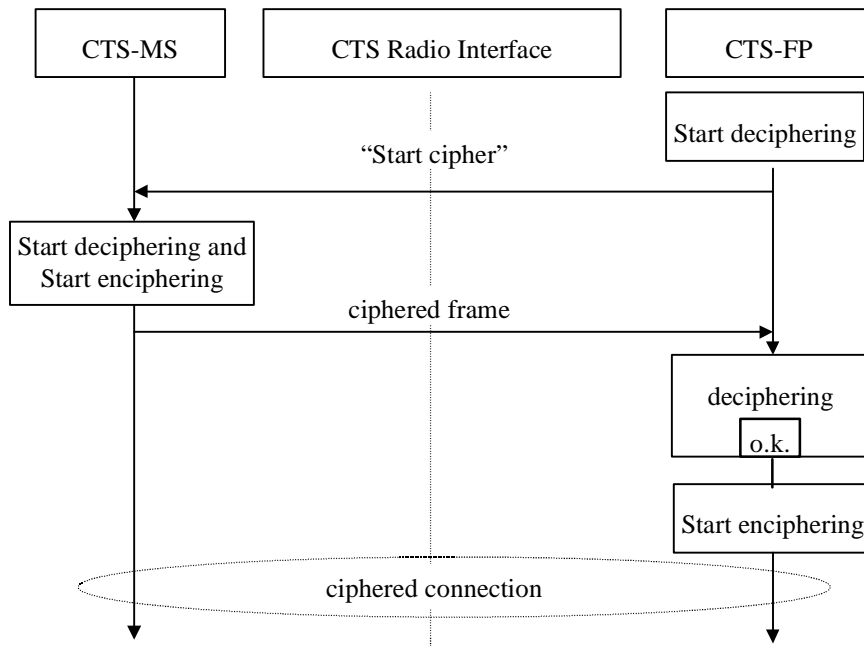 CTS-MS
CTS Radio Interface
CTS-FP
Start deciphering
“Start cipher”
Start deciphering and
Start enciphering
ciphered frame
deciphering
o.k.
Start enciphering
ciphered connection